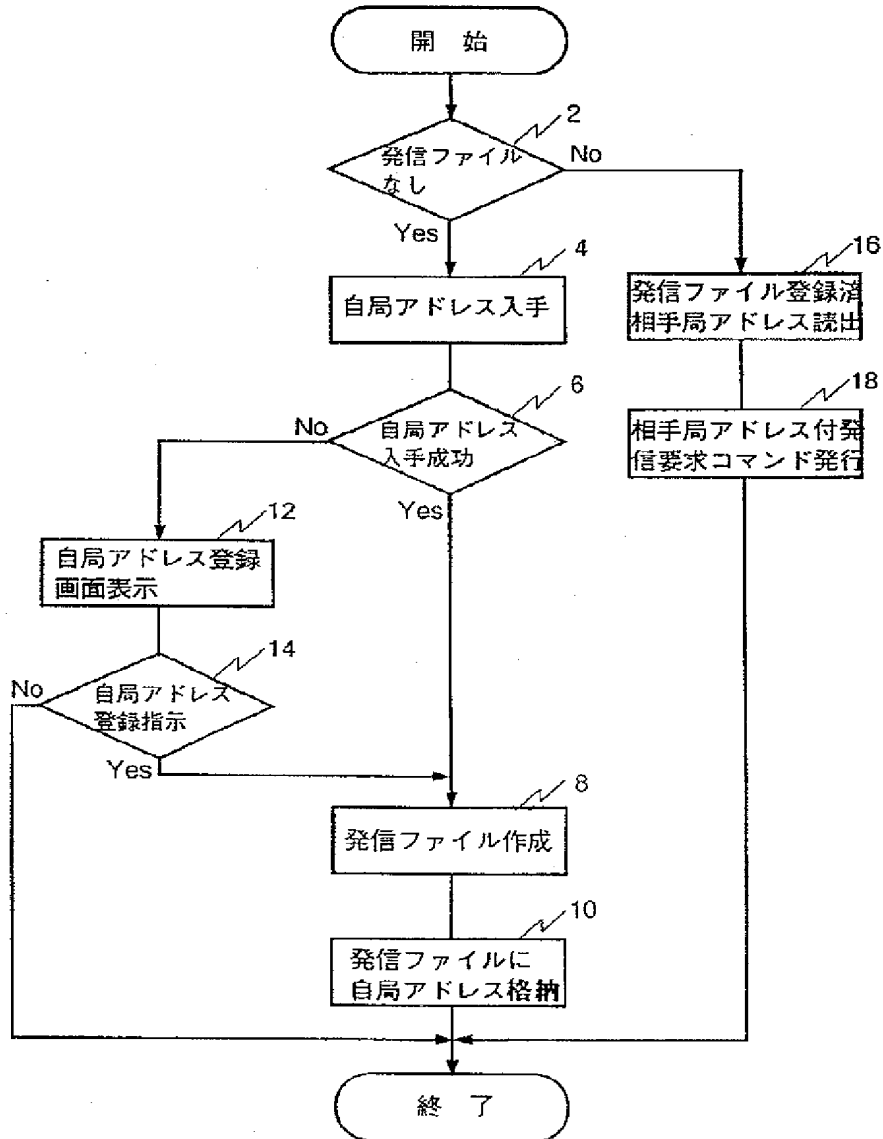 開 始
2
発信ファイル
なし
No
Yes
4
自局アドレス入手
16
発信ファイル登録済
相手局アドレス読出
6
自局アドレス
入手成功
No
Yes
18
相手局アドレス付発
信要求コマンド発行
12
自局アドレス登録
画面表示
14
自局アドレス
登録指示
No
Yes
8
発信ファイル作成
10
発信ファイルに
自局アドレス格納
終 了